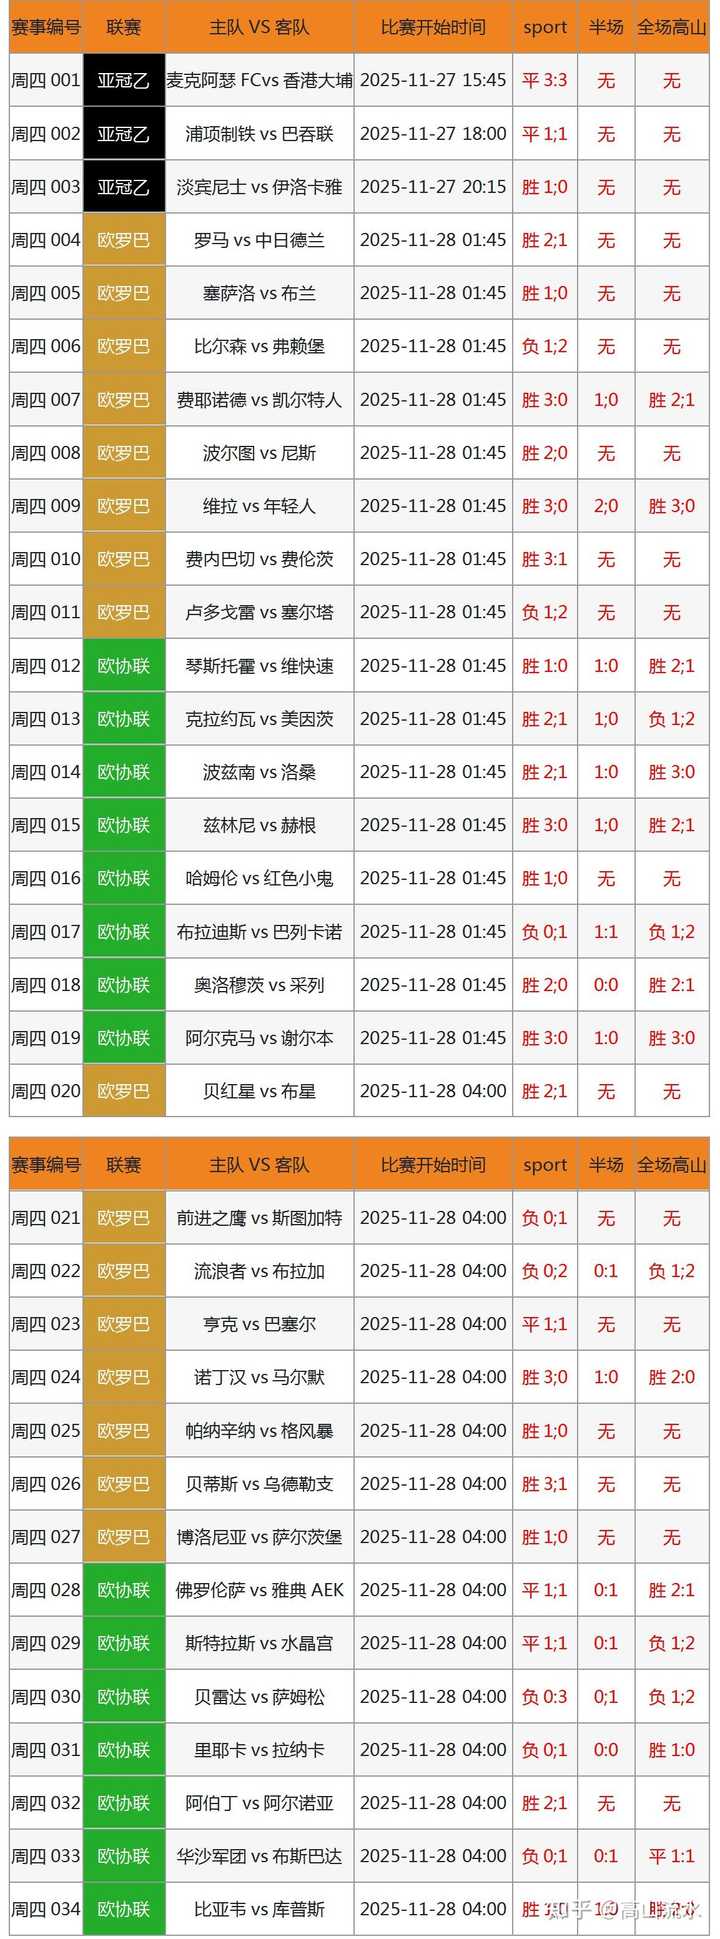 赛事编号 联赛 主队 VS 客队 比赛开始时间 sport 半场 全场高山
周四 001 亚冠乙 麦克阿瑟 FCvs 香港大埔 2025-11-27 15:45 平 3:3 无 无
周四 002 亚冠乙 浦项制铁 vs 巴吞联 2025-11-27 18:00 平 1;1 无 无
周四 003 亚冠乙 淡宾尼士 vs 伊洛卡雅 2025-11-27 20:15 胜 1;0 无 无
周四 004 欧罗巴 罗马 vs 中日德兰 2025-11-28 01:45 胜 2;1 无 无
周四 005 欧罗巴 塞萨洛 vs 布兰 2025-11-28 01:45 胜 1;0 无 无
周四 006 欧罗巴 比尔森 vs 弗赖堡 2025-11-28 01:45 负 1;2 无 无
周四 007 欧罗巴 费耶诺德 vs 凯尔特人 2025-11-28 01:45 胜 3:0 1;0 胜 2;1
周四 008 欧罗巴 波尔图 vs 尼斯 2025-11-28 01:45 胜 2;0 无 无
周四 009 欧罗巴 维拉 vs 年轻人 2025-11-28 01:45 胜 3;0 2;0 胜 3;0
周四 010 欧罗巴 费内巴切 vs 费伦茨 2025-11-28 01:45 胜 3:1 无 无
周四 011 欧罗巴 卢多戈雷 vs 塞尔塔 2025-11-28 01:45 负 1;2 无 无
周四 012 欧协联 琴斯托霍 vs 维快速 2025-11-28 01:45 胜 1:0 1:0 胜 2;1
周四 013 欧协联 克拉约瓦 vs 美因茨 2025-11-28 01:45 胜 2;1 1;0 负 1;2
周四 014 欧协联 波兹南 vs 洛桑 2025-11-28 01:45 胜 2;1 1:0 胜 3:0
周四 015 欧协联 兹林尼 vs 赫根 2025-11-28 01:45 胜 3:0 1;0 胜 2;1
周四 016 欧协联 哈姆伦 vs 红色小鬼 2025-11-28 01:45 胜 1;0 无 无
周四 017 欧协联 布拉迪斯 vs 巴列卡诺 2025-11-28 01:45 负 0;1 1:1 负 1;2
周四 018 欧协联 奥洛穆茨 vs 采列 2025-11-28 01:45 胜 2;0 0:0 胜 2:1
周四 019 欧协联 阿尔克马 vs 谢尔本 2025-11-28 01:45 胜 3:0 1:0 胜 3:0
周四 020 欧罗巴 贝红星 vs 布星 2025-11-28 04:00 胜 2;1 无 无
赛事编号 联赛 主队 VS 客队 比赛开始时间 sport 半场 全场高山
周四 021 欧罗巴 前进之鹰 vs 斯图加特 2025-11-28 04:00 负 0;1 无 无
周四 022 欧罗巴 流浪者 vs 布拉加 2025-11-28 04:00 负 0;2 0:1 负 1;2
周四 023 欧罗巴 亨克 vs 巴塞尔 2025-11-28 04:00 平 1;1 无 无
周四 024 欧罗巴 诺丁汉 vs 马尔默 2025-11-28 04:00 胜 3;0 1:0 胜 2:0
周四 025 欧罗巴 帕纳辛纳 vs 格风暴 2025-11-28 04:00 胜 1;0 无 无
周四 026 欧罗巴 贝蒂斯 vs 乌德勒支 2025-11-28 04:00 胜 3;1 无 无
周四 027 欧罗巴 博洛尼亚 vs 萨尔茨堡 2025-11-28 04:00 胜 1;0 无 无
周四 028 欧协联 佛罗伦萨 vs 雅典 AEK 2025-11-28 04:00 平 1;1 0:1 胜 2:1
周四 029 欧协联 斯特拉斯 vs 水晶宫 2025-11-28 04:00 平 1;1 0:1 负 1;2
周四 030 欧协联 贝雷达 vs 萨姆松 2025-11-28 04:00 负 0:3 0;1 负 1;2
周四 031 欧协联 里耶卡 vs 拉纳卡 2025-11-28 04:00 负 0;1 0:0 胜 1:0
周四 032 欧协联 阿伯丁 vs 阿尔诺亚 2025-11-28 04:00 胜 2;1 无 无
周四 033 欧协联 华沙军团 vs 布斯巴达 2025-11-28 04:00 负 0;1 0:1 平 1:1
周四 034 欧协联 比亚韦 vs 库普斯 2025-11-28 04:00 胜
知乎 @高山流水